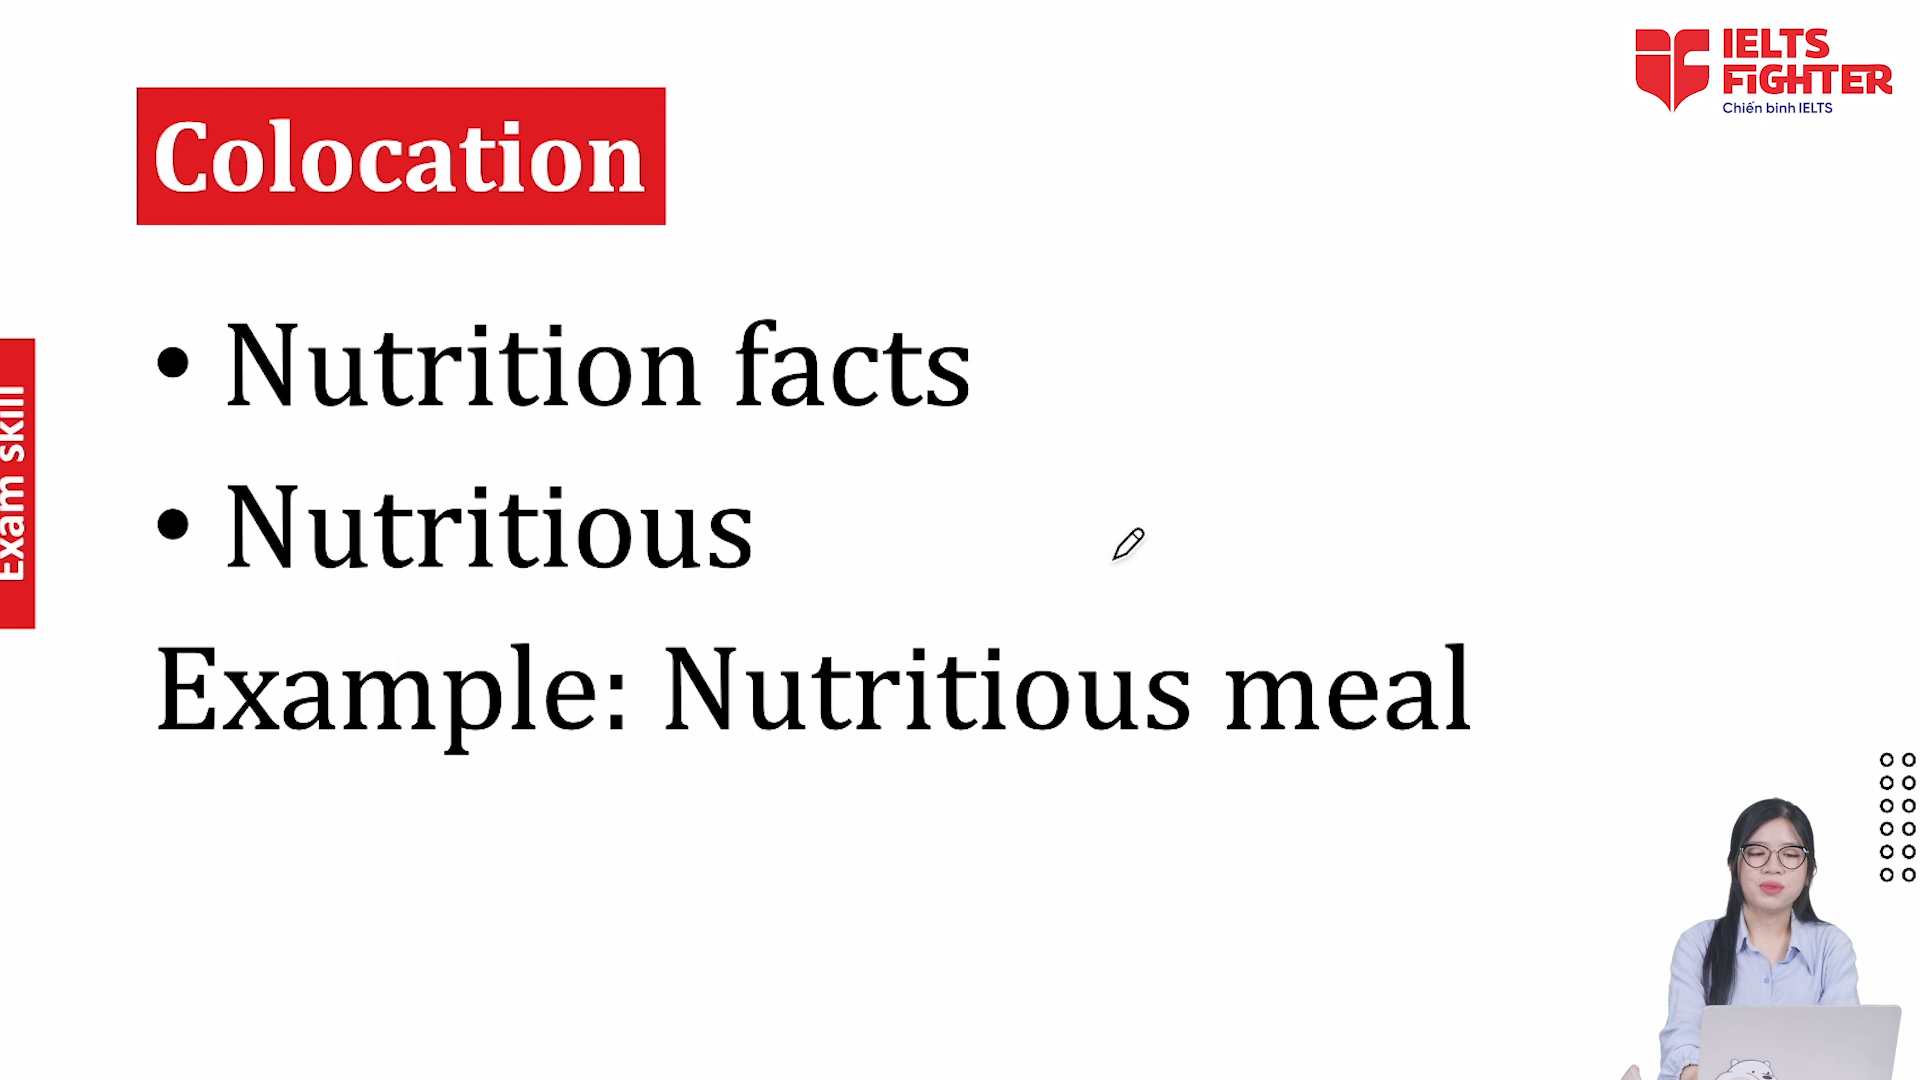 IELTS
FIGHTER
Chiến binh IELTS
Colocation
• Nutrition facts
• Nutritious
Example: Nutritious meal
Exam skill